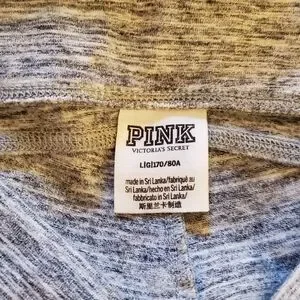 PINK
VICTORIA'S SECRET
L|G|170/80A
made in Sri Lanka/fabriqué au
Sri Lanka/hecho en Sri Lanka/
fabbricato in Sri Lanka/
斯里兰卡制造